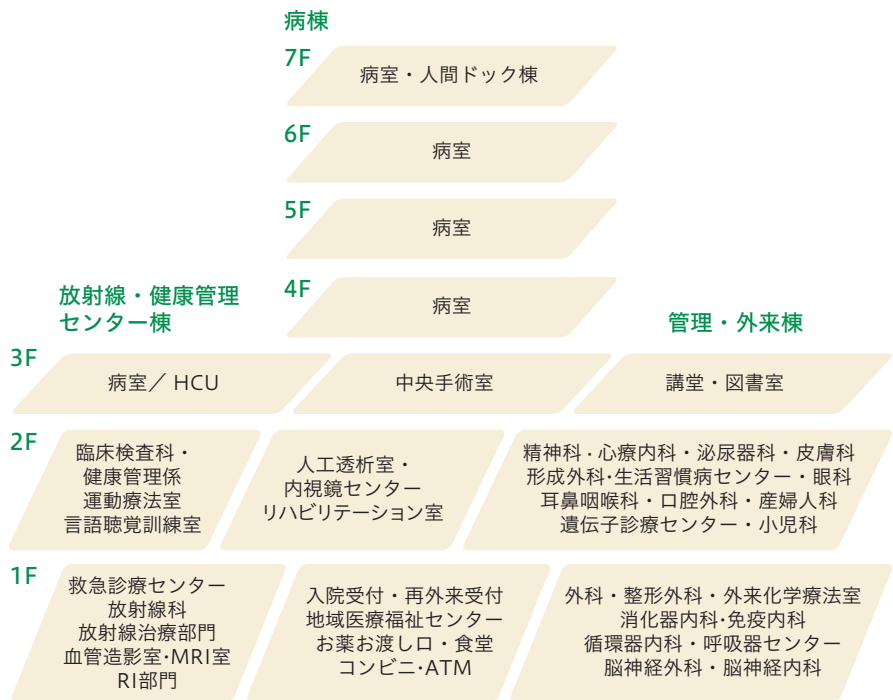 病棟
7F
病室・人間ドック棟
6F
病室
5F
病室
4F
病室
放射線・健康管理
センター棟
管理・外来棟
3F
病室／HCU
中央手術室
講堂・図書室
2F
臨床検査科・
健康管理係
運動療法室
言語聴覚訓練室
人工透析室・
内視鏡センター
リハビリテーション室
精神科・心療内科・泌尿器科・皮膚科
形成外科・生活習慣病センター・眼科
耳鼻咽喉科・口腔外科・産婦人科
遺伝子診療センター・小児科
1F
救急診療センター
放射線科
放射線治療部門
血管造影室・MRI室
RI部門
入院受付・再外来受付
地域医療福祉センター
お薬お渡し口・食堂
コンビニ・ATM
外科・整形外科・外来化学療法室
消化器内科・免疫内科
循環器内科・呼吸器センター
脳神経外科・脳神経内科